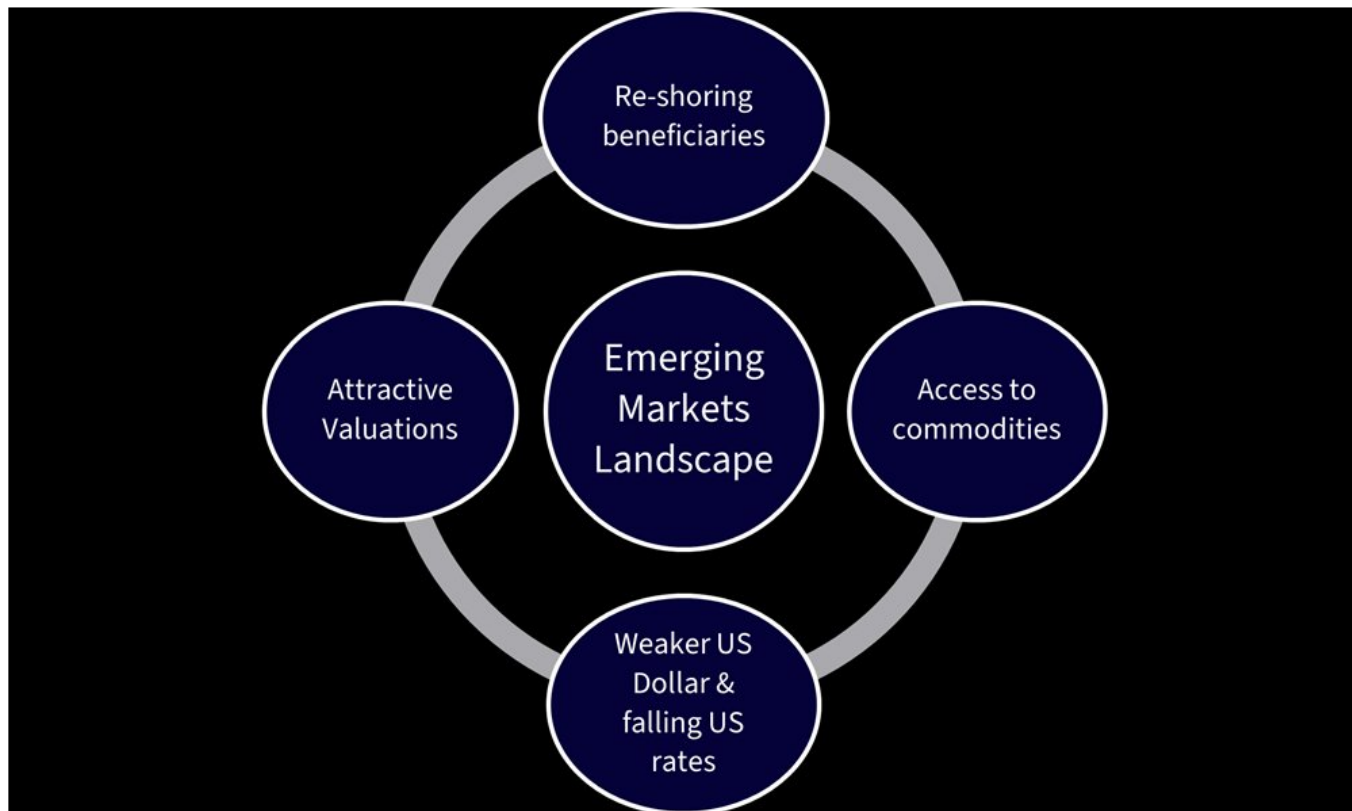 Re-shoring
beneficiaries
Attractive
Valuations
Emerging
Markets
Landscape
Access to
commodities
Weaker US
Dollar &
falling US
rates